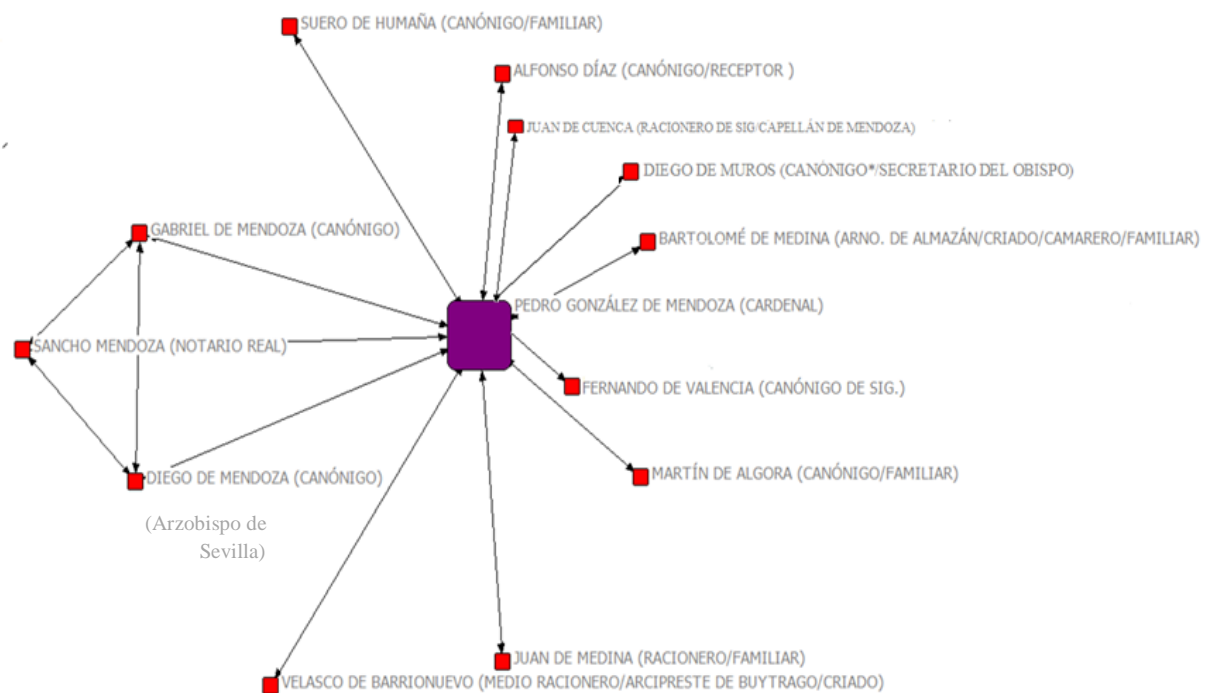 SUERO DE HUMAÑA (CANÓNIGO/FAMILIAR)
ALFONSO DÍAZ (CANÓNIGO/RECEPTOR )
JUAN DE CUENCA (RACIONERO DE SIG/CAPELLÁN DE MENDOZA)
DIEGO DE MUROS (CANÓNIGO*/SECRETARIO DEL OBISPO)
GABRIEL DE MENDOZA (CANÓNIGO)
BARTOLOMÉ DE MEDINA (ARNO. DE ALMAZÁN/CRIADO/CAMARERO/FAMILIAR)
PEDRO GONZÁLEZ DE MENDOZA (CARDENAL)
SANCHO MENDOZA (NOTARIO REAL)
FERNANDO DE VALENCIA (CANÓNIGO DE SIG.)
DIEGO DE MENDOZA (CANÓNIGO)
MARTÍN DE ALGORA (CANÓNIGO/FAMILIAR)
(Arzobispo de
Sevilla)
JUAN DE MEDINA (RACIONERO/FAMILIAR)
VELASCO DE BARRIONUEVO (MEDIO RACIONERO/ARCIPRESTE DE BUYTRAGO/CRIADO)